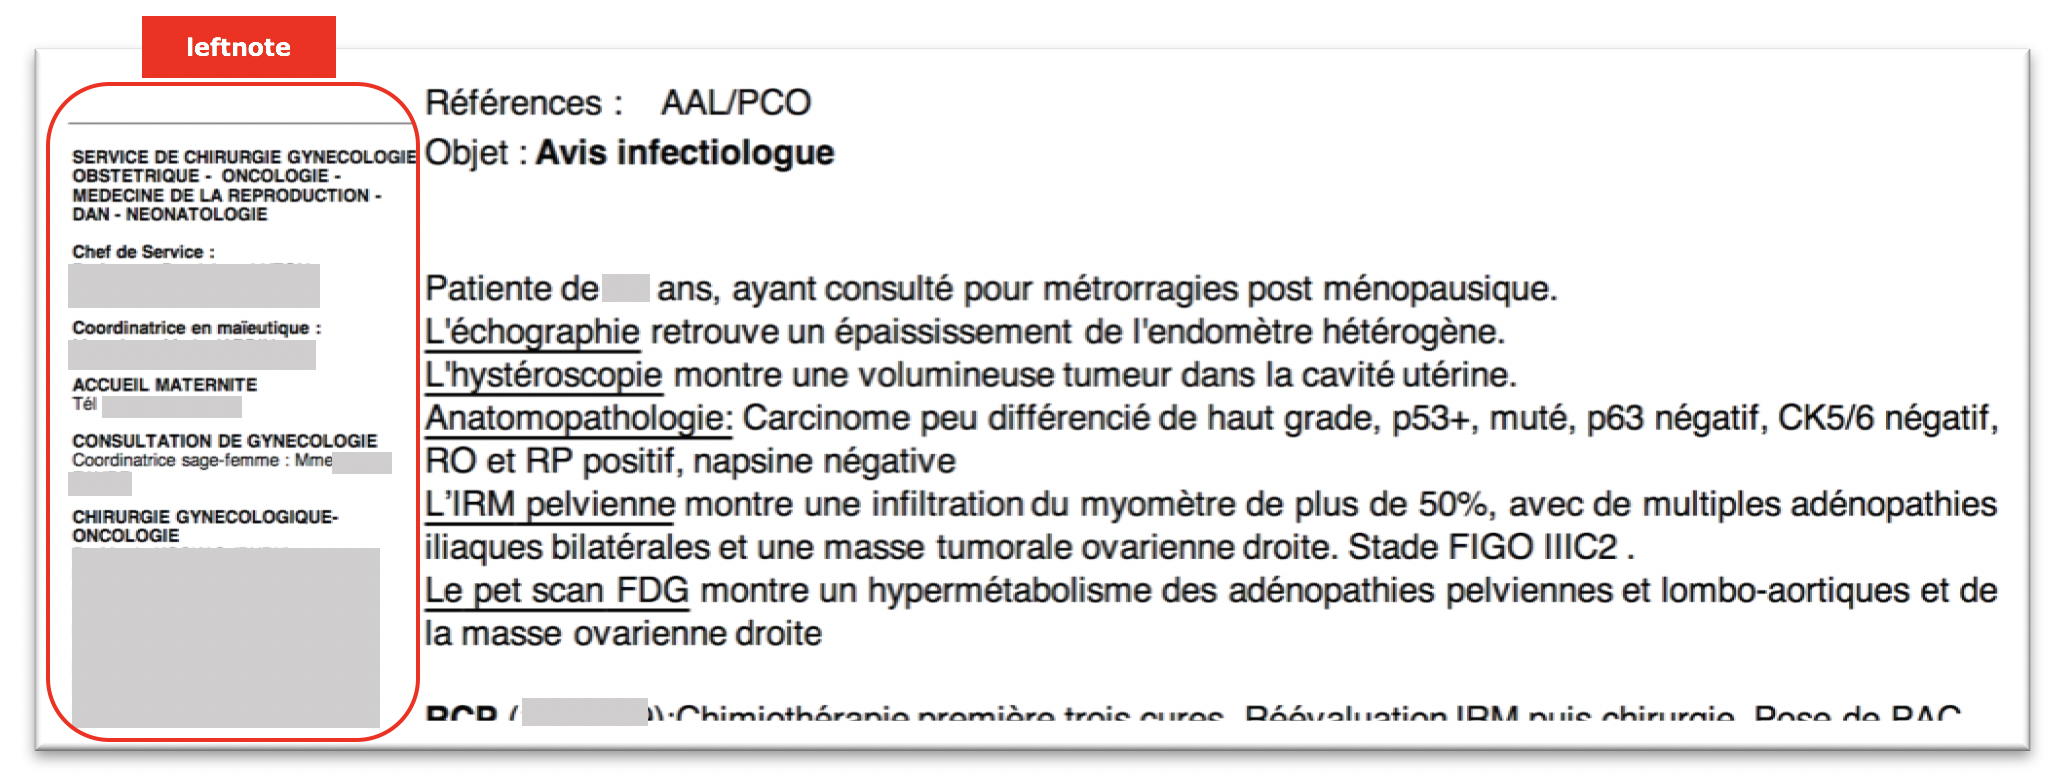 leftnote
SERVICE DE CHIRURGIE GYNECOLOGIE
OBSTETRIQUE - ONCOLOGIE -
MEDECINE DE LA REPRODUCTION -
DAN - NEONATOLOGIE
Chef de Service :
Coordinatrice en maïeutique :
ACCUEIL MATERNITE
Tél
CONSULTATION DE GYNECOLOGIE
Coordinatrice sage-femme : Mme
CHIRURGIE GYNECOLOGIQUE-
ONCOLOGIE
Références : AAL/PCO
Objet : Avis infectiologue
Patiente de ans, ayant consulté pour métrorragies post ménopausique.
L'échographie retrouve un épaississement de l'endomètre hétérogène.
L'hystéroscopie montre une volumineuse tumeur dans la cavité utérine.
Anatomopathologie: Carcinome peu différencié de haut grade, p53+, muté, p63 négatif, CK5/6 négatif,
RO et RP positif, napsine négative
L’IRM pelvienne montre une infiltration du myomètre de plus de 50%, avec de multiples adénopathies
iliaques bilatérales et une masse tumorale ovarienne droite. Stade FIGO IIIC2 .
Le pet scan FDG montre un hypermétabolisme des adénopathies pelviennes et lombo-aortiques et de
la masse ovarienne droite
RCP ( ):Chimiothérapie première trois cures. Réévaluation IRM puis chirurgie. Pose de PAC